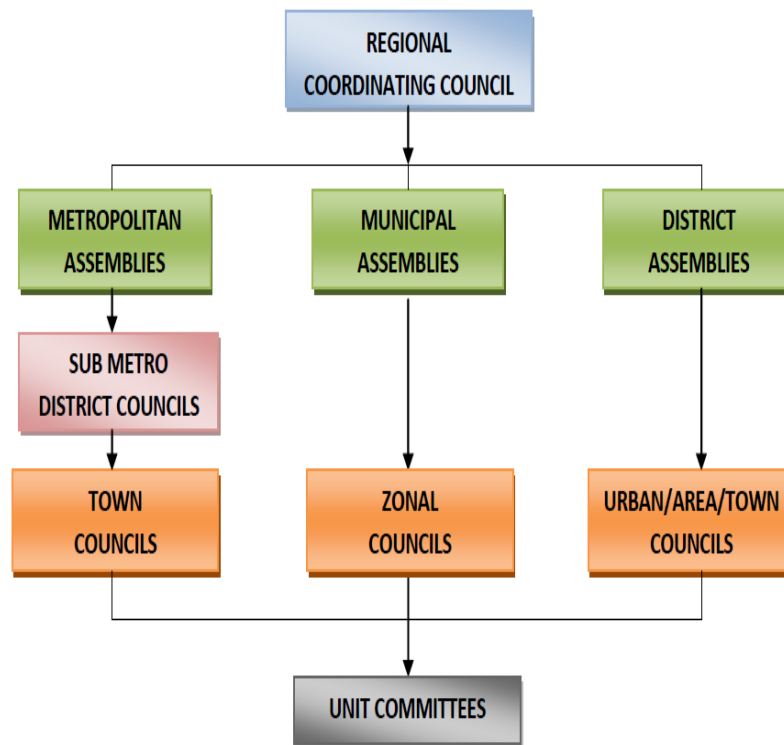 REGIONAL
COORDINATING COUNCIL
METROPOLITAN
ASSEMBLIES
MUNICIPAL
ASSEMBLIES
DISTRICT
ASSEMBLIES
SUB METRO
DISTRICT COUNCILS
TOWN
COUNCILS
ZONAL
COUNCILS
URBAN/AREA/TOWN
COUNCILS
UNIT COMMITTEES